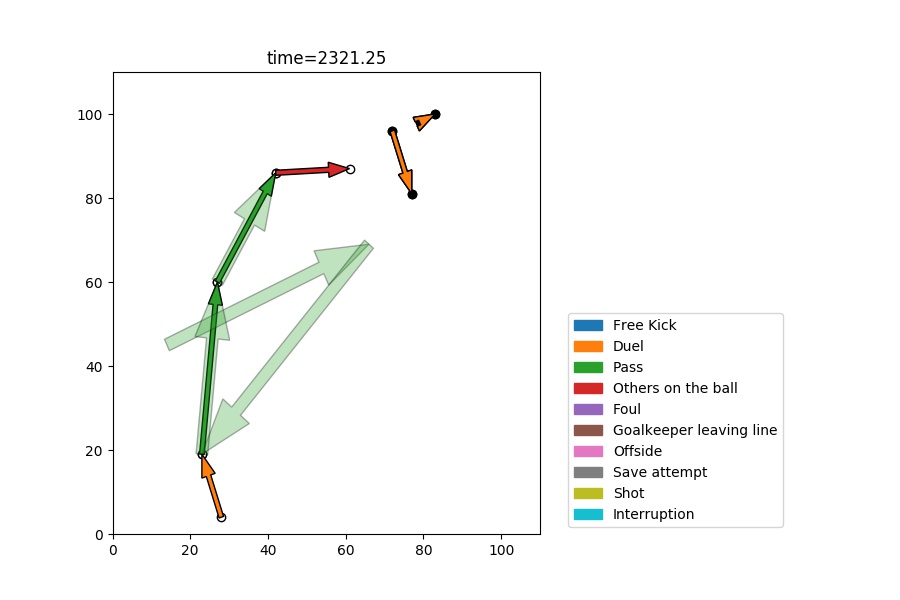 time=2321.25
100
80
60
40
20
0
0 20 40 60 80 100
Free Kick
Duel
Pass
Others on the ball
Foul
Goalkeeper leaving line
Offside
Save attempt
Shot
Interruption